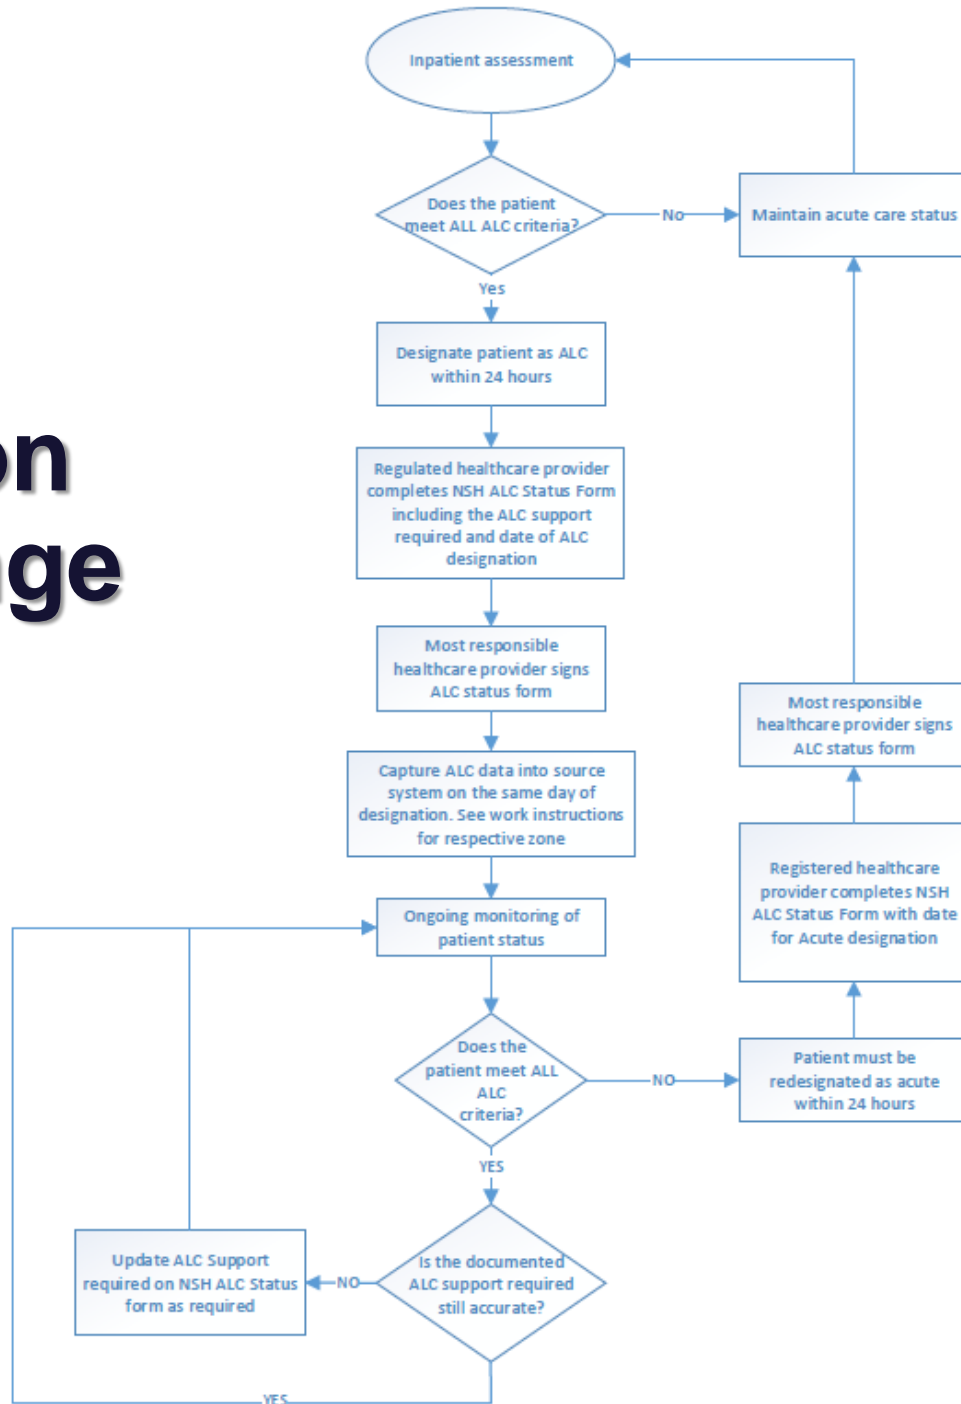 Inpatient assessment
Does the patient
meet ALL ALC criteria?
No
Maintain acute care status
Yes
Designate patient as ALC
within 24 hours
on
nge
Regulated healthcare provider
completes NSH ALC Status Form
including the ALC support
required and date of ALC
designation
Most responsible
healthcare provider signs
ALC status form
Most responsible
healthcare provider signs
ALC status form
Capture ALC data into source
system on the same day of
designation. See work instructions
for respective zone
Registered healthcare
provider completes NSH
ALC Status Form with date
for Acute designation
Ongoing monitoring of
patient status
Does the
patient meet ALL
ALC
criteria?
NO
Patient must be
redesignated as acute
within 24 hours
YES
Is the documented
ALC support required
still accurate?
NO
Update ALC Support
required on NSH ALC Status
form as required
YES